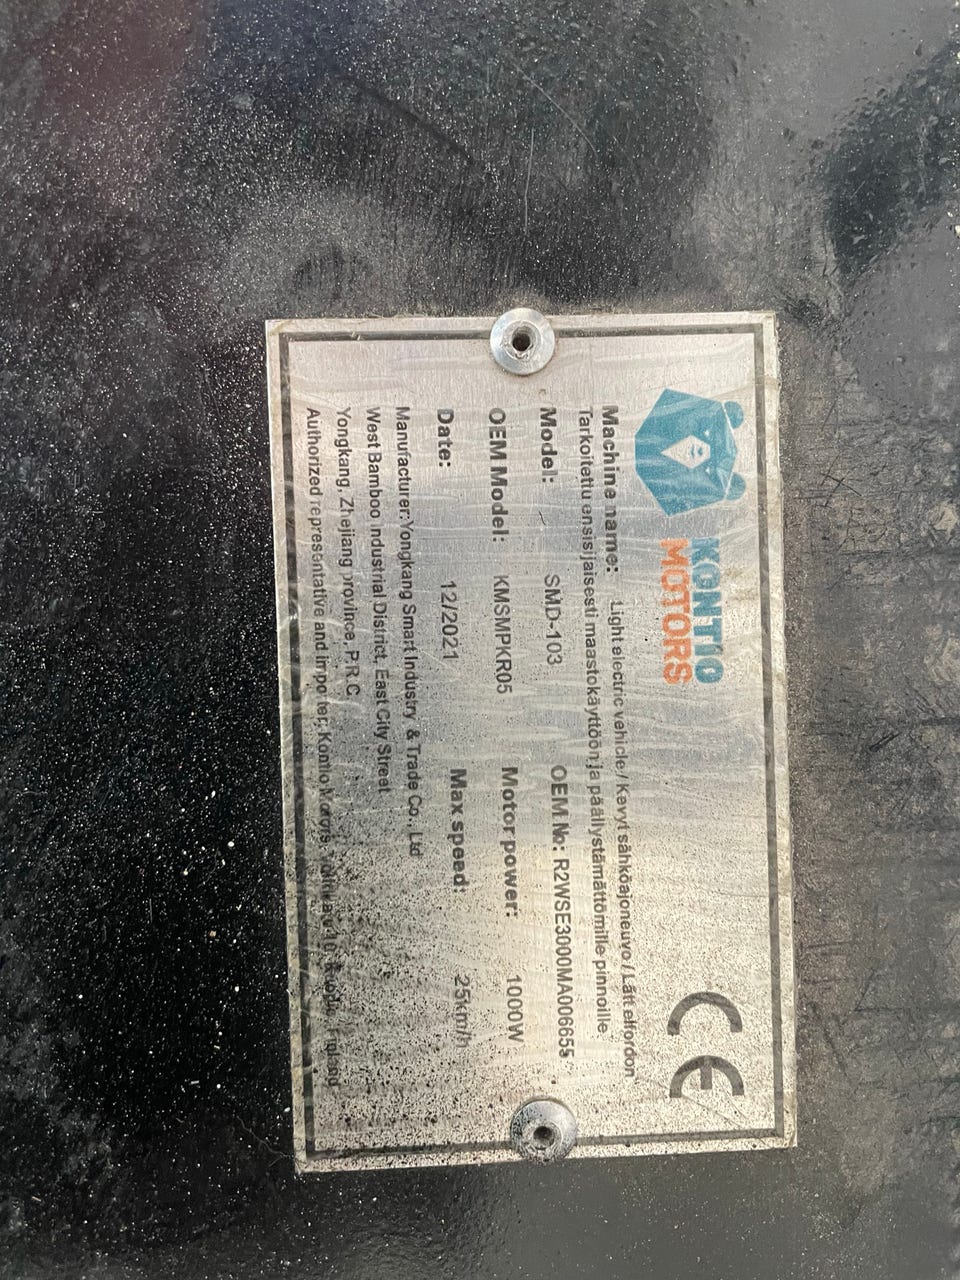 KONTIO
MOTORS
CE
Machine name: Light electric vehicle / Kevyt sähköajoneuvo / Lätt elfordon
Tarkoitettu ensisijaisesti maastokäyttöön ja päällystämättömille pinnoille.
Model: SMD-103 OEM No: R2WSE3000MA006655
OEM Model: KMSMPKR05 Motor power: 1000W
Date: 12/2021 Max speed: 25km/h
Manufacturer:Yongkang Smart Industry & Trade Co., Ltd
West Bamboo Industrial District, East City Street
Yongkang, Zhejiang province, P.R.C.
Authorized representative and importer, Kontio Motors, Finland